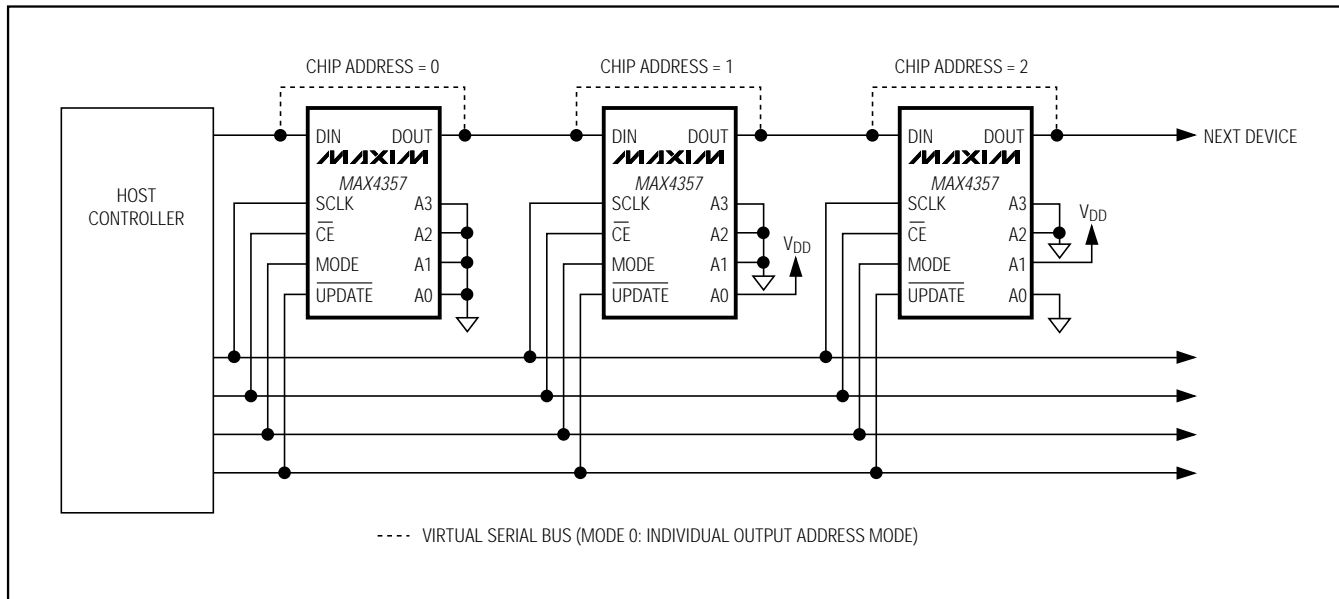 CHIP ADDRESS = 0
CHIP ADDRESS = 1
CHIP ADDRESS = 2
HOST
CONTROLLER
DIN DOUT
MAXIM
MAX4357
SCLK A3
CE A2
MODE A1
UPDATE A0
DIN DOUT
MAXIM
MAX4357
SCLK A3
CE A2
MODE A1
UPDATE A0
VDD
DIN DOUT
MAXIM
MAX4357
SCLK A3
CE A2
MODE A1
UPDATE A0
VDD
NEXT DEVICE
VIRTUAL SERIAL BUS (MODE 0: INDIVIDUAL OUTPUT ADDRESS MODE)